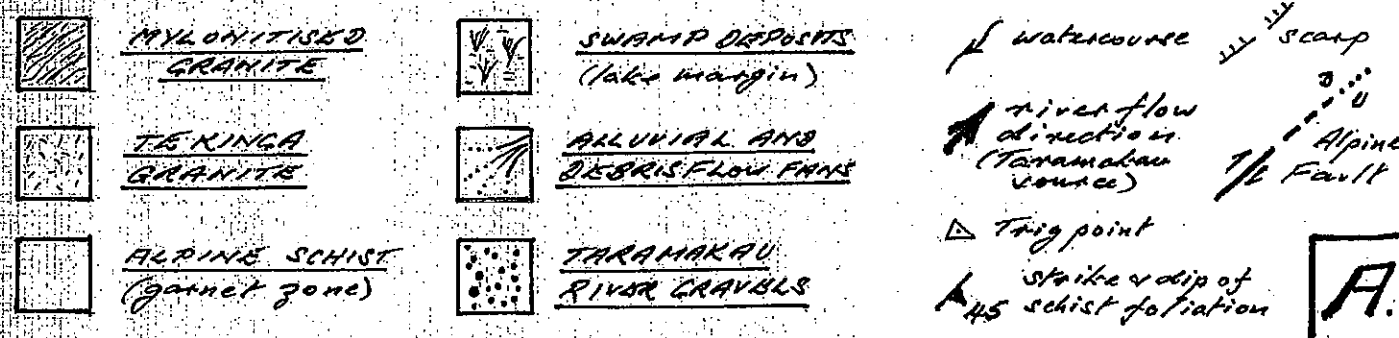 MYLONITISED
GRANITE
TE KINGA
GRANITE
ALPINE SCHIST
(garnet zone)
SWAMP DEPOSITS
(lake margin)
ALLUVIAL AND
DEBRIS FLOW FANS
TARAMAKAU
RIVER GRAVELS
watercourse
river flow
direction
(Taramakau
source)
Trig point
45
strike & dip of
schist foliation
scarp
D
U
Alpine
Fault
A.